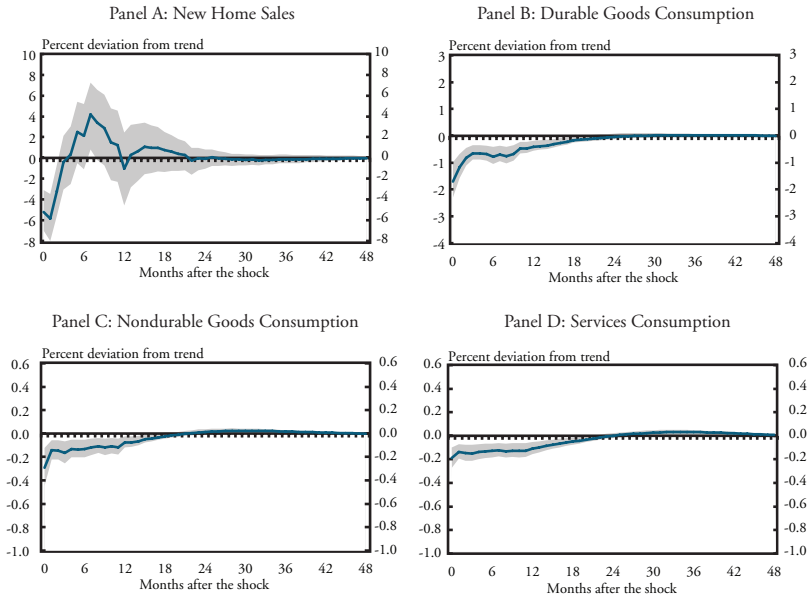 Panel A: New Home Sales
Percent deviation from trend
10 10
8 8
6 6
4 4
2 2
0 0
-2 -2
-4 -4
-6 -6
-8 -8
0 6 12 18 24 30 36 42 48
Months after the shock
Panel B: Durable Goods Consumption
Percent deviation from trend
3 3
2 2
1 1
0 0
-1 -1
-2 -2
-3 -3
-4 -4
0 6 12 18 24 30 36 42 48
Months after the shock
Panel C: Nondurable Goods Consumption
Percent deviation from trend
0.6 0.6
0.4 0.4
0.2 0.2
0.0 0.0
-0.2 -0.2
-0.4 -0.4
-0.6 -0.6
-0.8 -0.8
-1.0 -1.0
0 6 12 18 24 30 36 42 48
Months after the shock
Panel D: Services Consumption
Percent deviation from trend
0.6 0.6
0.4 0.4
0.2 0.2
0.0 0.0
-0.2 -0.2
-0.4 -0.4
-0.6 -0.6
-0.8 -0.8
-1.0 -1.0
0 6 12 18 24 30 36 42 48
Months after the shock